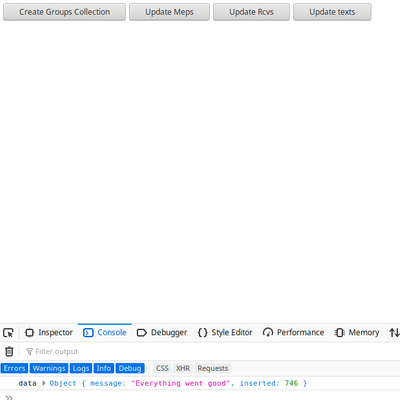 Create Groups Collection Update Meps Update Rcvs Update texts
Inspector Console Debugger Style Editor Performance Memory
Filter output
Errors Warnings Logs Info Debug CSS XHR Requests
data Object { message: "Everything went good", inserted: 746 }